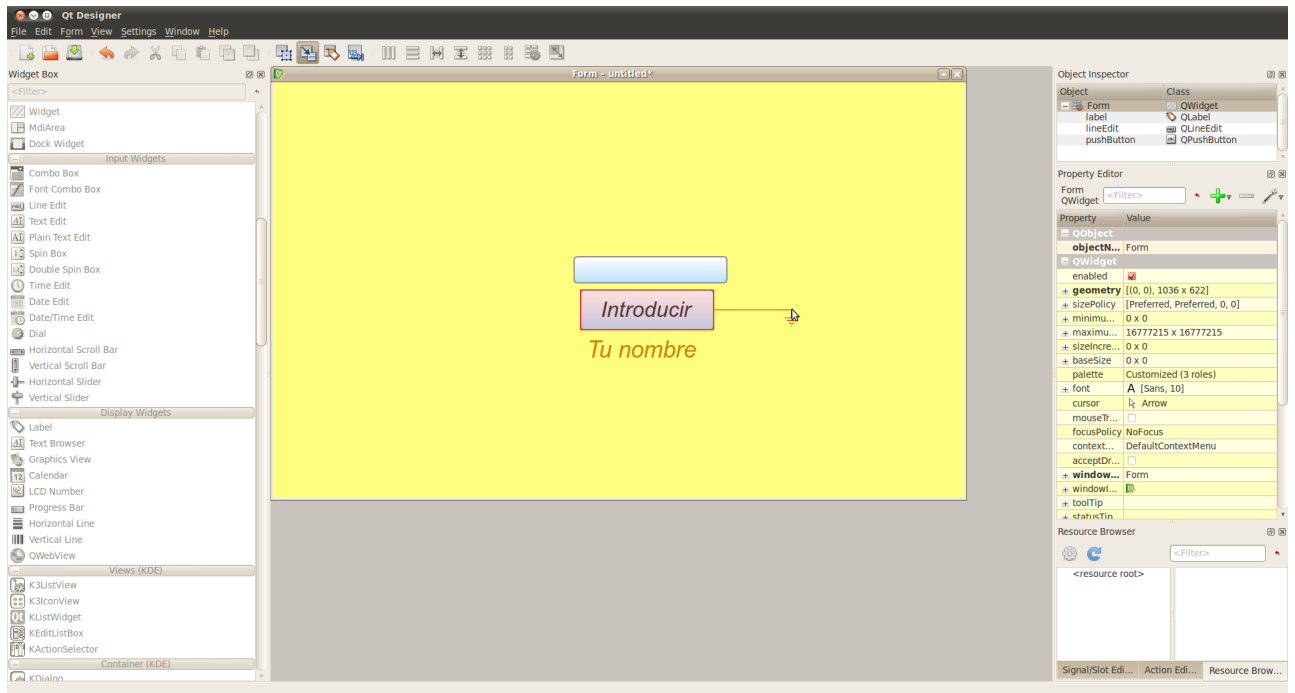 Qt Designer
File Edit Form View Settings Window Help
Widget Box
<Filter>
Widget
MdiArea
Dock Widget
Input Widgets
Combo Box
Font Combo Box
Line Edit
Text Edit
Plain Text Edit
Spin Box
Double Spin Box
Time Edit
Date Edit
Date/Time Edit
Dial
Horizontal Scroll Bar
Vertical Scroll Bar
Horizontal Slider
Vertical Slider
Display Widgets
Label
Text Browser
Graphics View
Calendar
LCD Number
Progress Bar
Horizontal Line
Vertical Line
QWebView
Views (KDE)
K3ListView
K3IconView
KListWidget
KEditListBox
KActionSelector
Container (KDE)
KDialog
Form - untitled*
Introducir
Tu nombre
Object Inspector
Object Class
Form QWidget
label QLabel
lineEdit QLineEdit
pushButton QPushButton
Property Editor
Form
QWidget
<Filter>
Property Value
QObject
objectN... Form
QWidget
enabled
geometry [(0, 0), 1036 x 622]
sizePolicy [Preferred, Preferred, 0, 0]
minimu... 0 x 0
maximu... 16777215 x 16777215
sizeIncre... 0 x 0
baseSize 0 x 0
palette Customized (3 roles)
font A [Sans, 10]
cursor Arrow
mouseTr...
focusPolicy NoFocus
context... DefaultContextMenu
acceptDr...
window... Form
windowI...
toolTip
statusTip
Resource Browser
<Filter>
<resource root>
Signal/Slot Edi... Action Edi... Resource Brow...